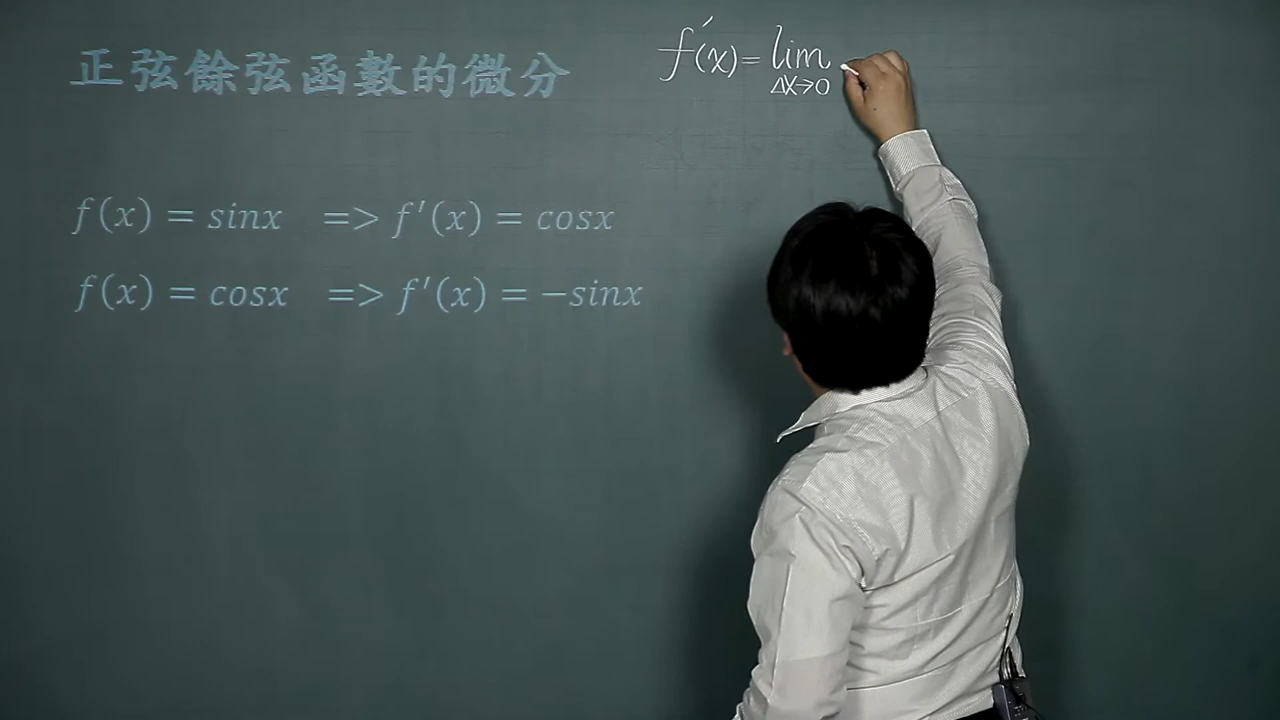 正弦餘弦函數的微分
f′(x)= lim
Δx→0
f(x) = sinx => f′(x) = cosx
f(x) = cosx => f′(x) = −sinx